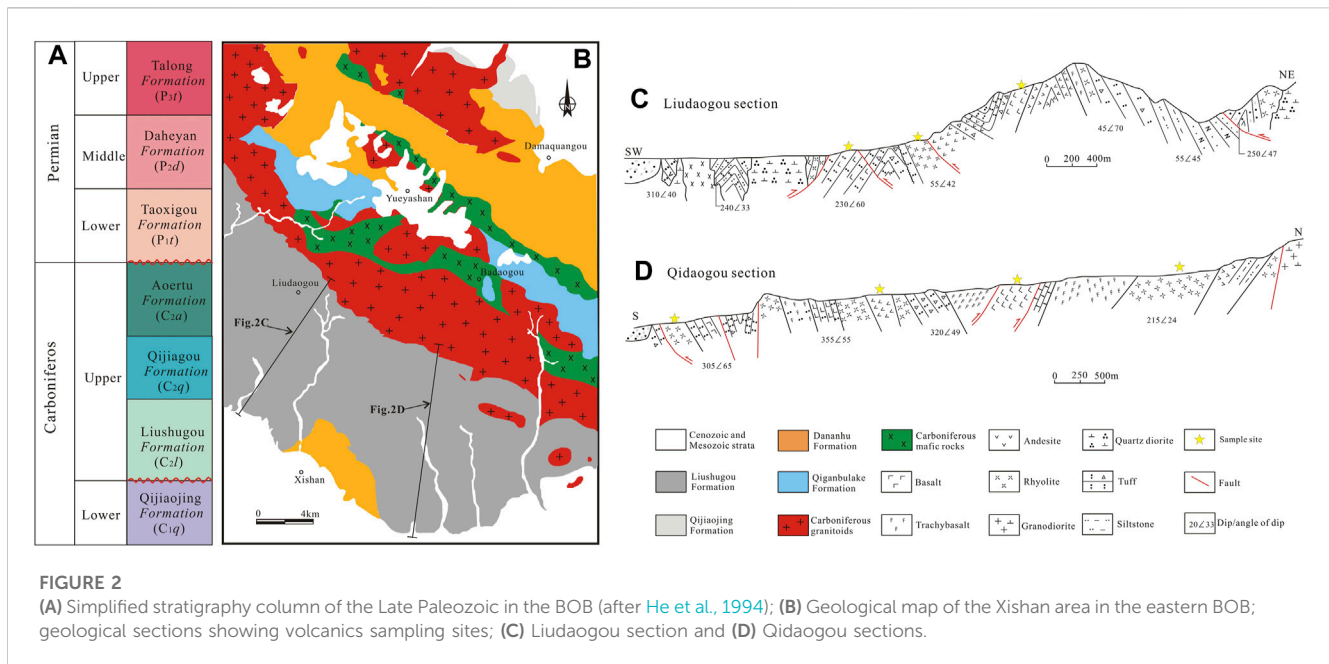 A
Permian
Carboniferos
Upper
Middle
Lower
Upper
Lower
Talong
Formation
(P3t)
Daheyan
Formation
(P2d)
Taoxigou
Formation
(P1t)
Aoertu
Formation
(C2a)
Qijiagou
Formation
(C2q)
Liushugou
Formation
(C2l)
Qijiaojing
Formation
(C1q)
B
N
Damaquangou
Yueyashan
Badaogou
Liudaogou
Fig.2C
Fig.2D
Xishan
0 4km
C Liudaogou section
SW
NE
310∠40
240∠33
230∠60
55∠42
45∠70
55∠45
250∠47
0 200 400m
D Qidaogou section
S
N
305∠65
355∠55
320∠49
215∠24
0 250 500m
Cenozoic and
Mesozoic strata
Dananhu
Formation
Carboniferous
mafic rocks
Andesite
Quartz diorite
Sample site
Liushugou
Formation
Qiganbulake
Formation
Basalt
Rhyolite
Tuff
Fault
Qijiaojing
Formation
Carboniferous
granitoids
Trachybasalt
Granodiorite
Siltstone
20∠33 Dip/angle of dip
FIGURE 2
(A) Simplified stratigraphy column of the Late Paleozoic in the BOB (after He et al., 1994); (B) Geological map of the Xishan area in the eastern BOB;
geological sections showing volcanics sampling sites; (C) Liudaogou section and (D) Qidaogou sections.